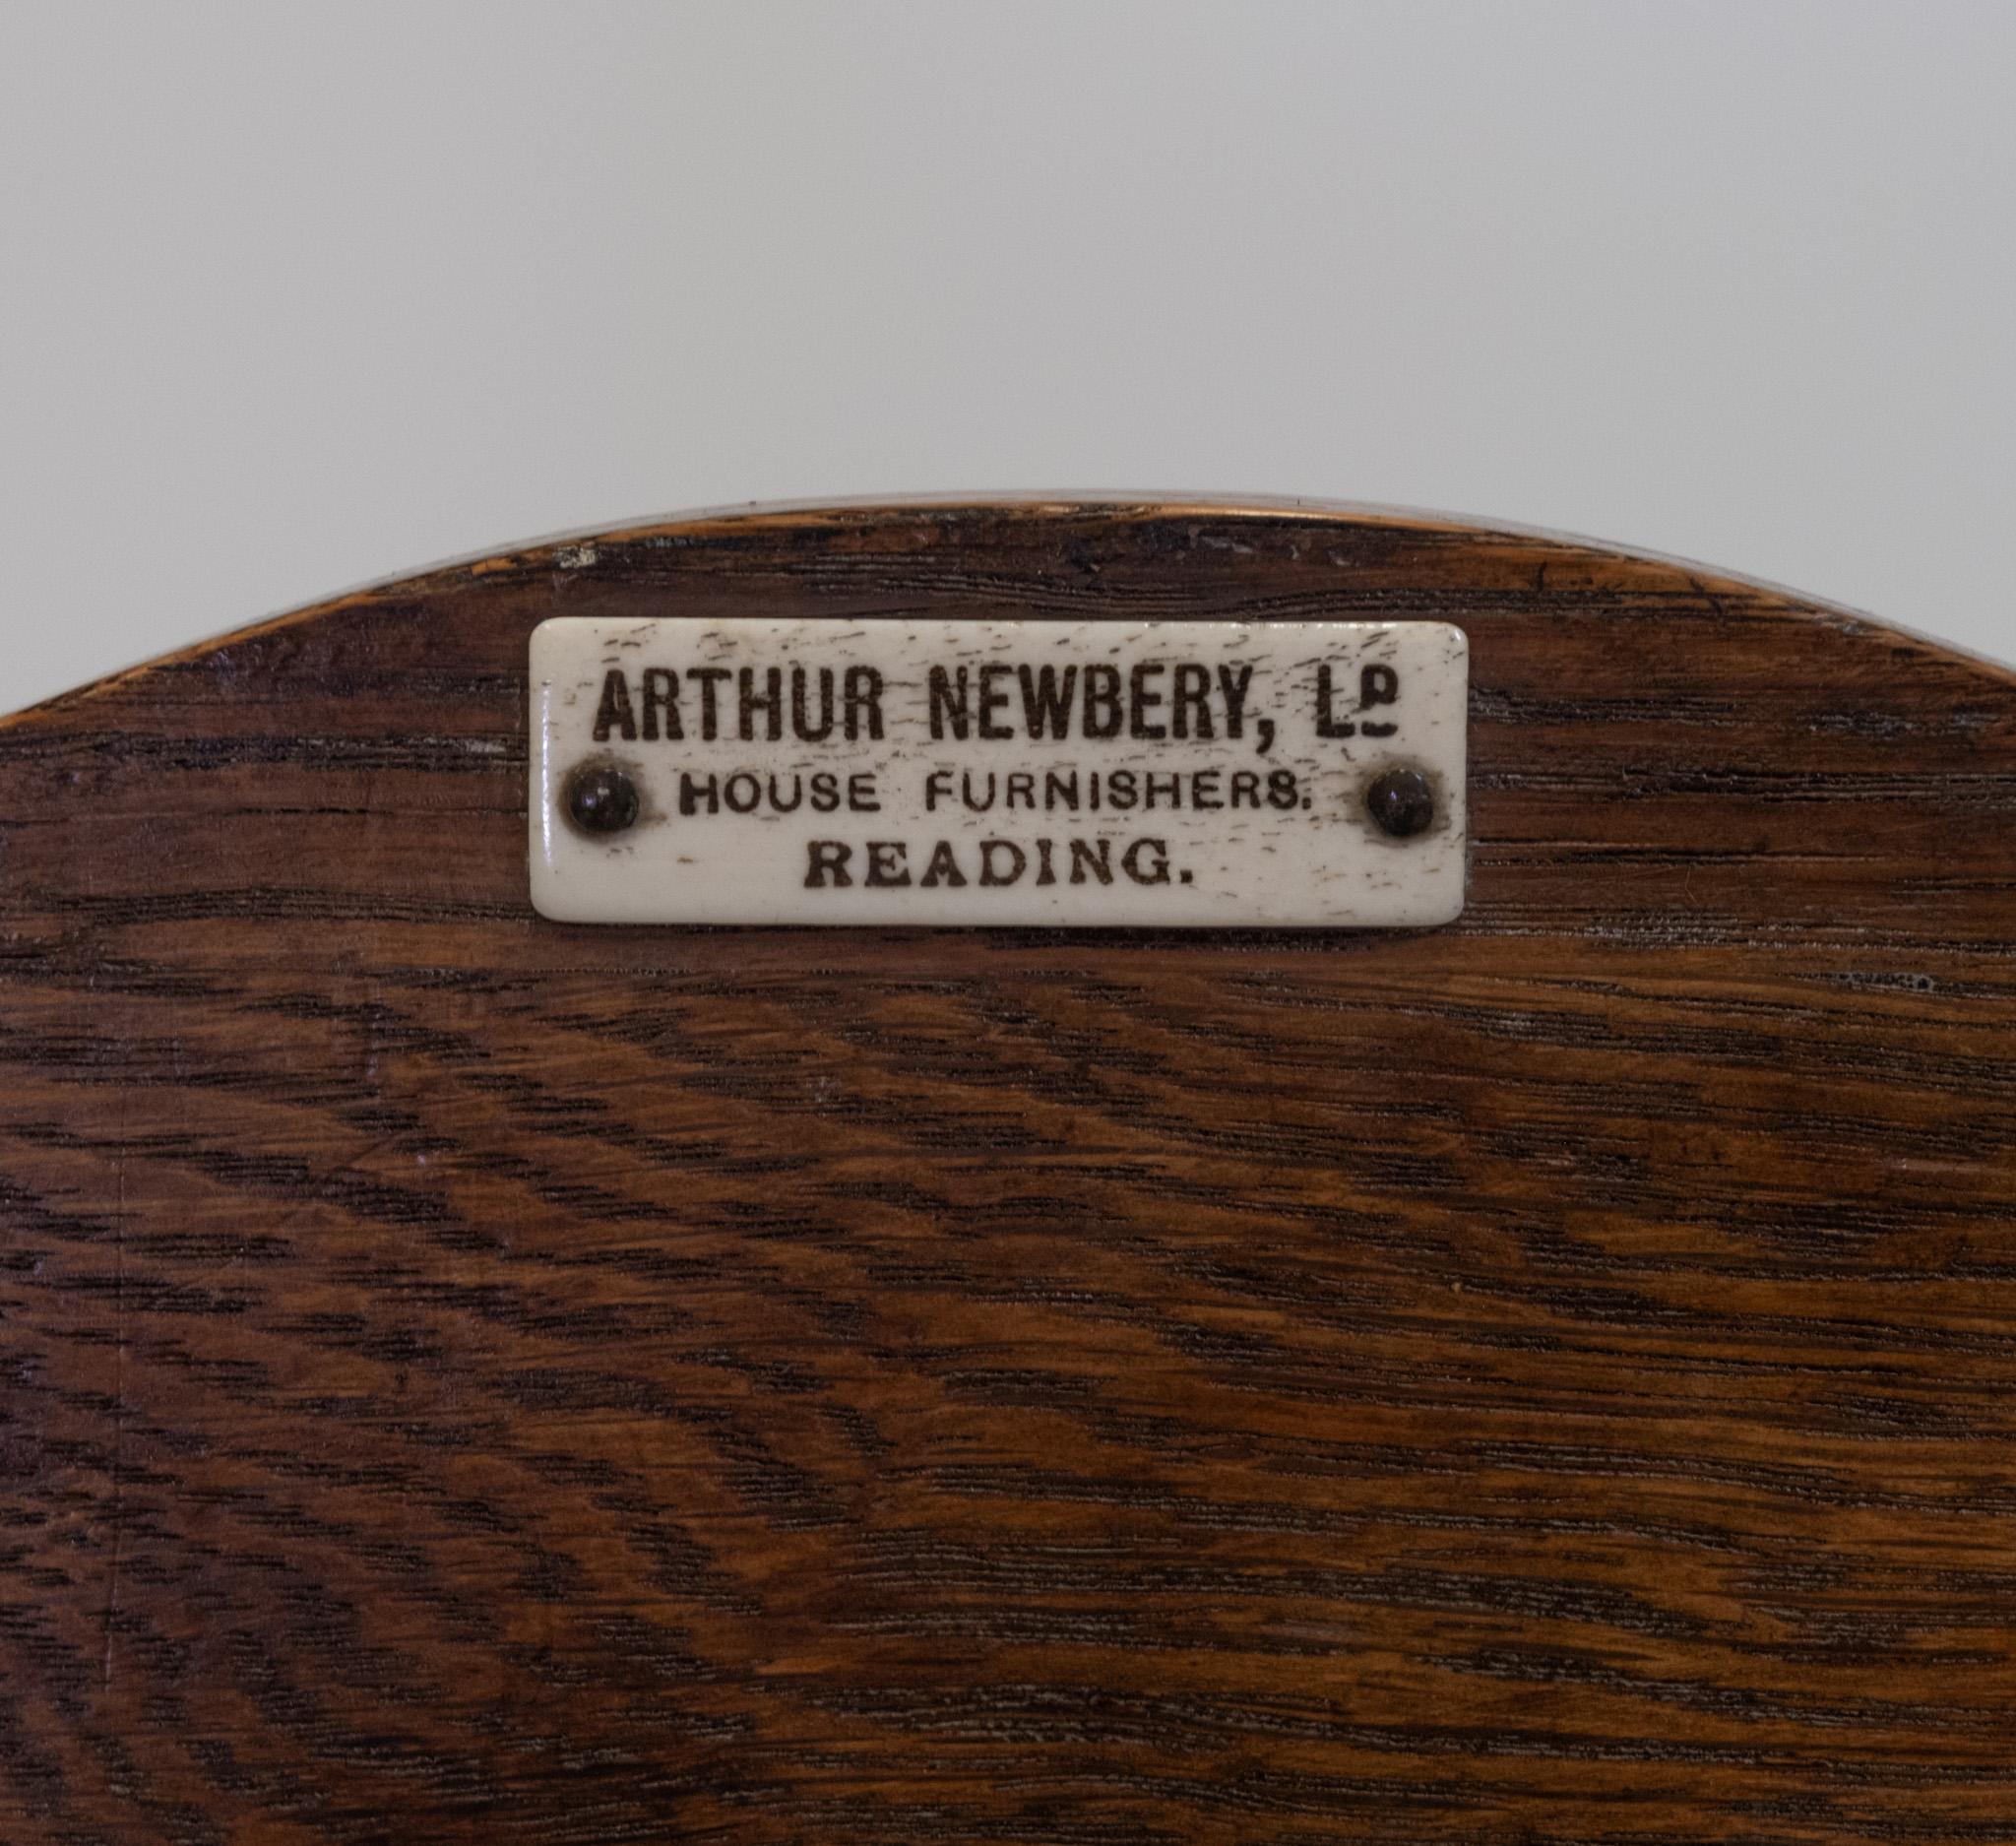 ARTHUR NEWBERY, LD
HOUSE FURNISHERS.
READING.